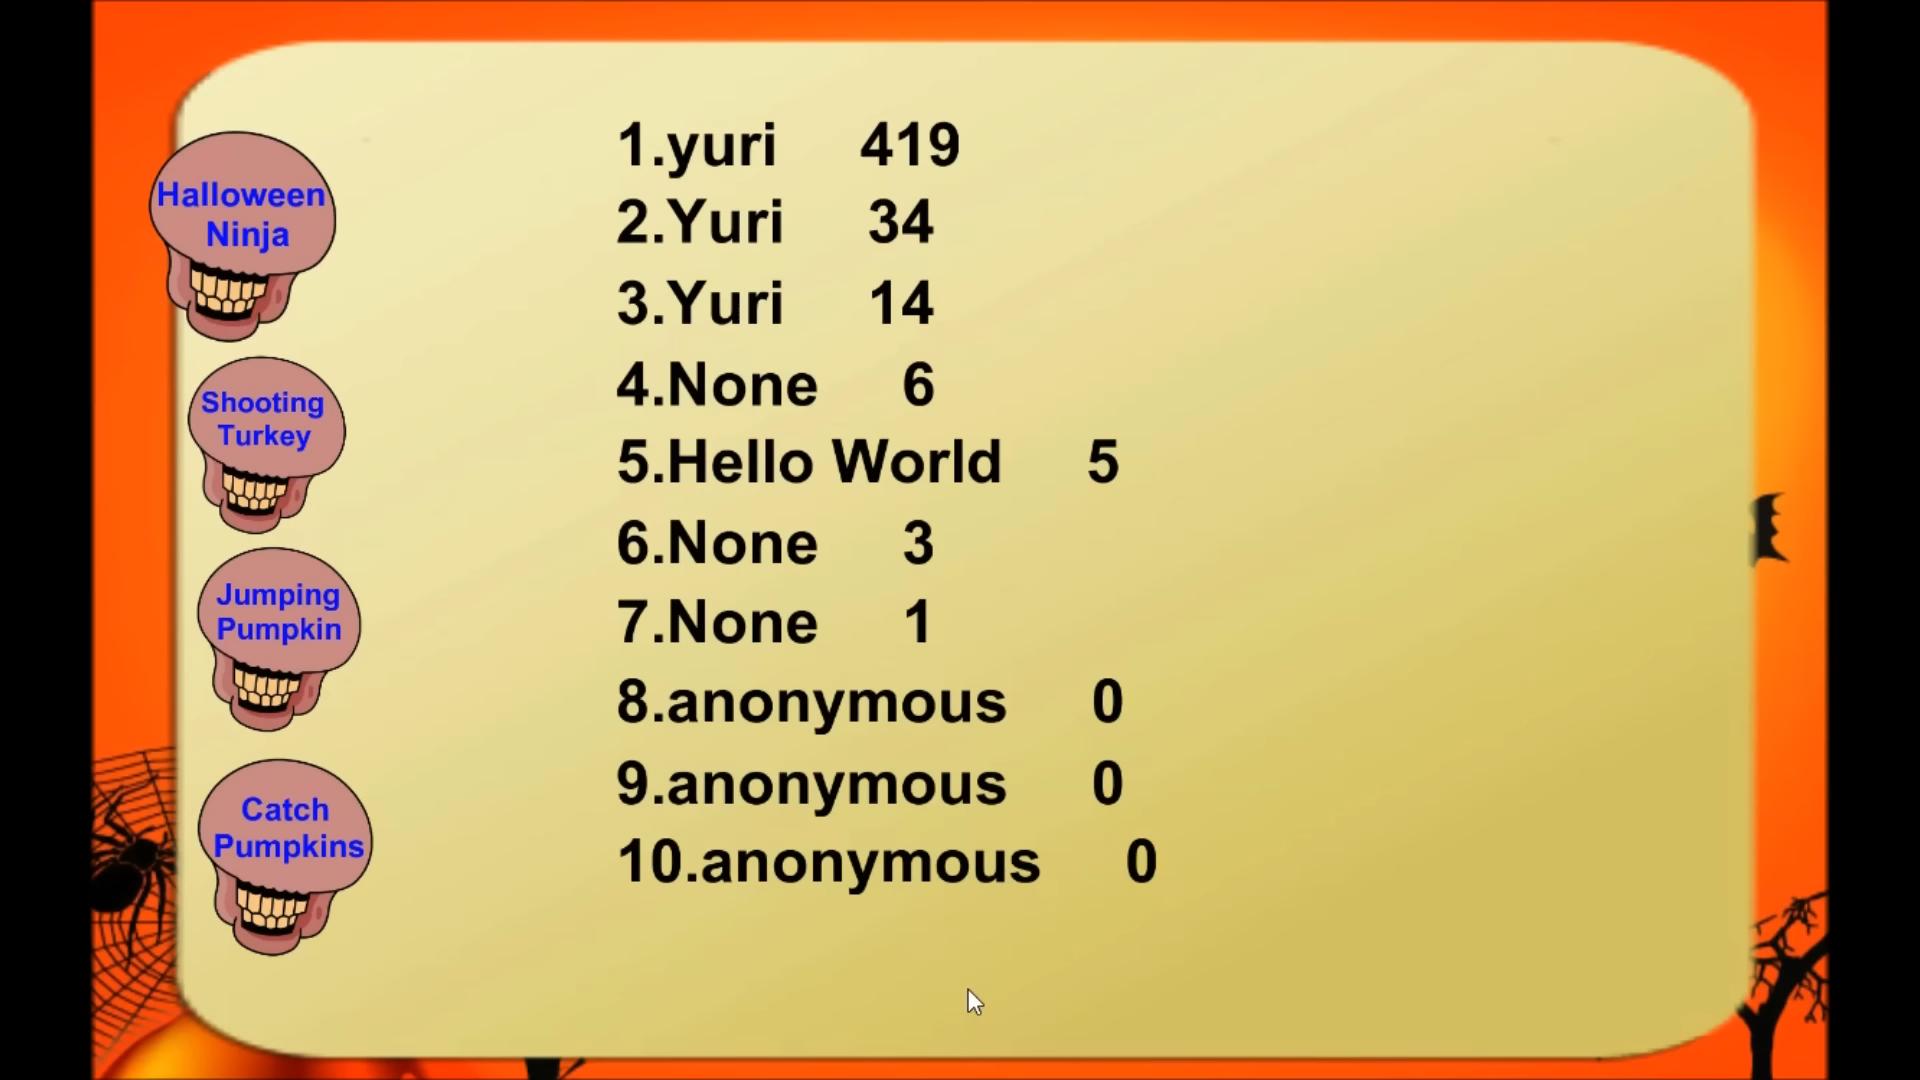 Halloween
Ninja
Shooting
Turkey
Jumping
Pumpkin
Catch
Pumpkins
1.yuri 419
2.Yuri 34
3.Yuri 14
4.None 6
5.Hello World 5
6.None 3
7.None 1
8.anonymous 0
9.anonymous 0
10.anonymous 0